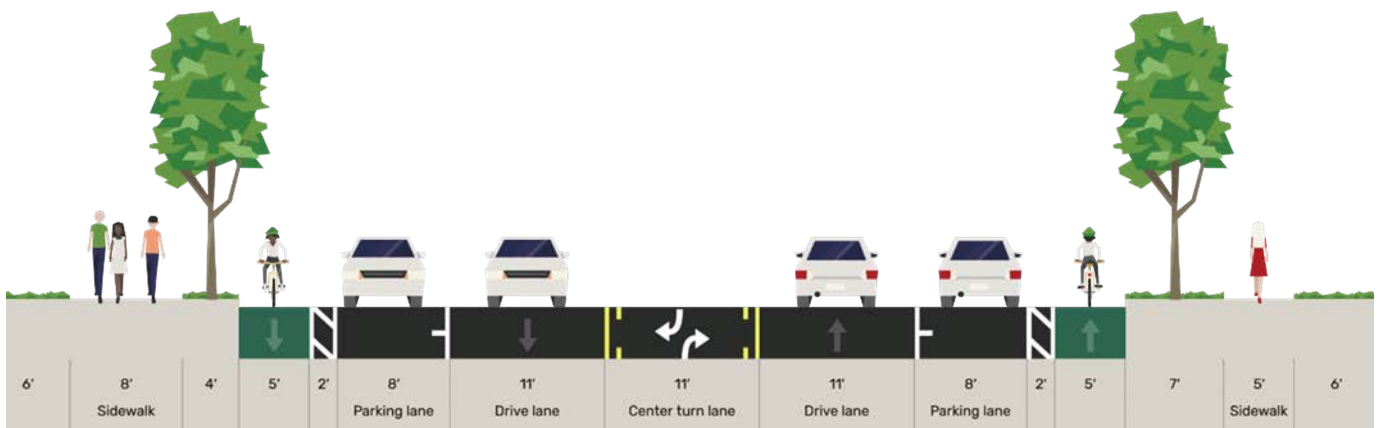 6’ 8’ 4’ 5’ 2’ 8’ 11’ 11’ 11’ 8’ 2’ 5’ 7’ 5’ 6’
Sidewalk Parking lane Drive lane Center turn lane Drive lane Parking lane Sidewalk